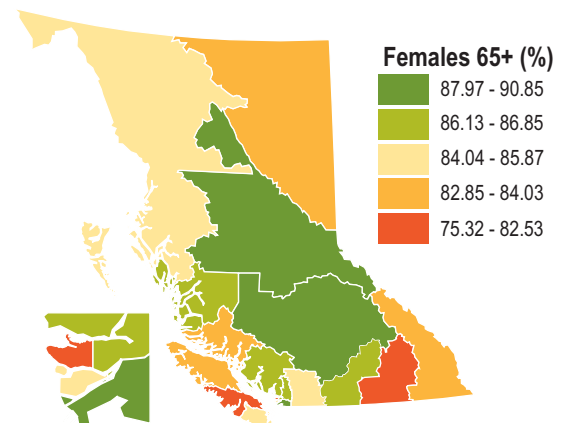 Females 65+ (%)
87.97 - 90.85
86.13 - 86.85
84.04 - 85.87
82.85 - 84.03
75.32 - 82.53